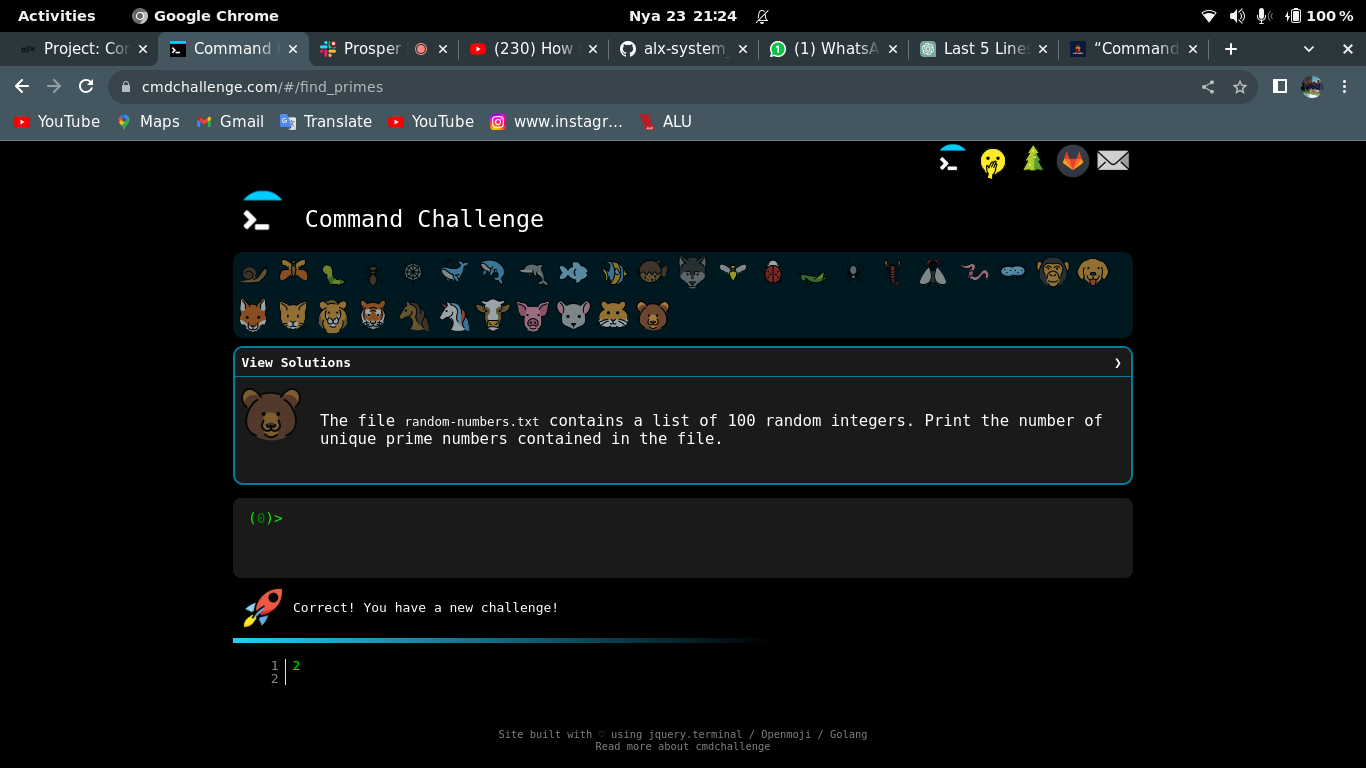 Activities Google Chrome Nya 23 21:24 100 %
alx Project: Cor Command Prosper (230) How alx-system_ (1) WhatsA Last 5 Line “Command
cmdchallenge.com/#/find_primes
YouTube Maps Gmail Translate YouTube www.instagr… ALU
Command Challenge
View Solutions ❯
The file random-numbers.txt contains a list of 100 random integers. Print the number of
unique prime numbers contained in the file.
(0)>
Correct! You have a new challenge!
1 2
2
Site built with ♡ using jquery.terminal / Openmoji / Golang
Read more about cmdchallenge